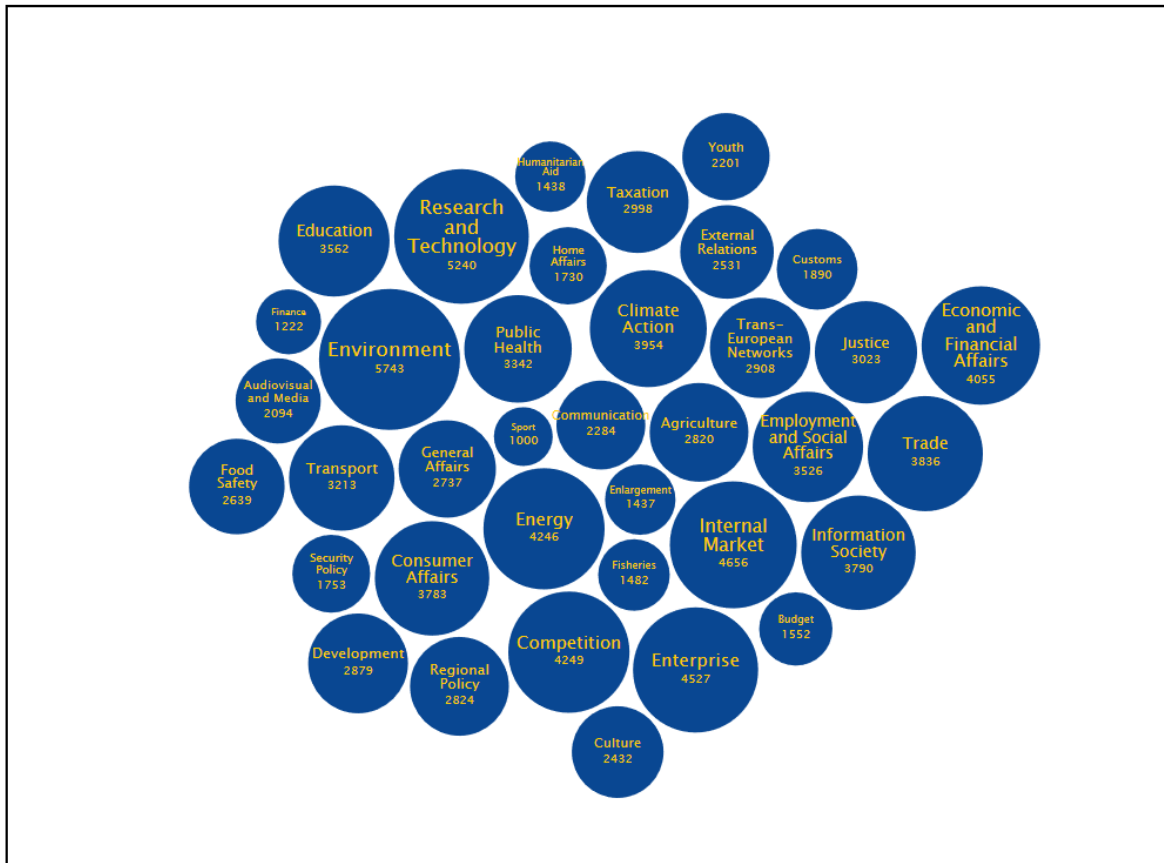 Youth
2201
Humanitarian
Aid
1438
Taxation
2998
Research
and
Technology
5240
Education
3562
External
Relations
2531
Home
Affairs
1730
Customs
1890
Finance
1222
Environment
5743
Public
Health
3342
Climate
Action
3954
Trans-
European
Networks
2908
Justice
3023
Economic
and
Financial
Affairs
4055
Audiovisual
and Media
2094
Sport
1000
Communication
2284
Agriculture
2820
Employment
and Social
Affairs
3526
Trade
3836
Food
Safety
2639
Transport
3213
General
Affairs
2737
Energy
4246
Enlargement
1437
Internal
Market
4656
Information
Society
3790
Security
Policy
1753
Consumer
Affairs
3783
Fisheries
1482
Budget
1552
Development
2879
Regional
Policy
2824
Competition
4249
Enterprise
4527
Culture
2432